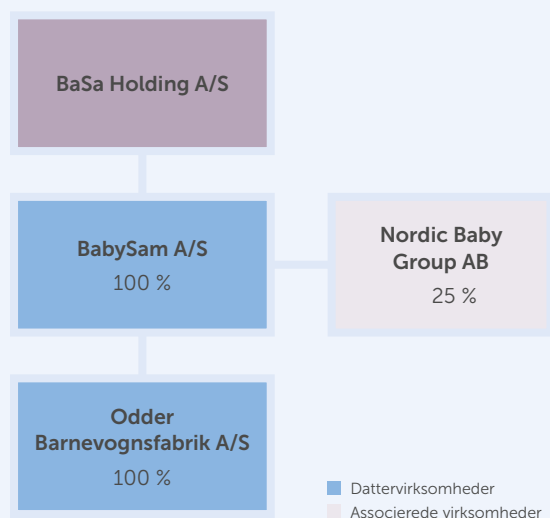 BaSa Holding A/S
BabySam A/S
100 %
Nordic Baby
Group AB
25 %
Odder
Barnevognsfabrik A/S
100 %
Dattervirksomheder
Associerede virksomheder